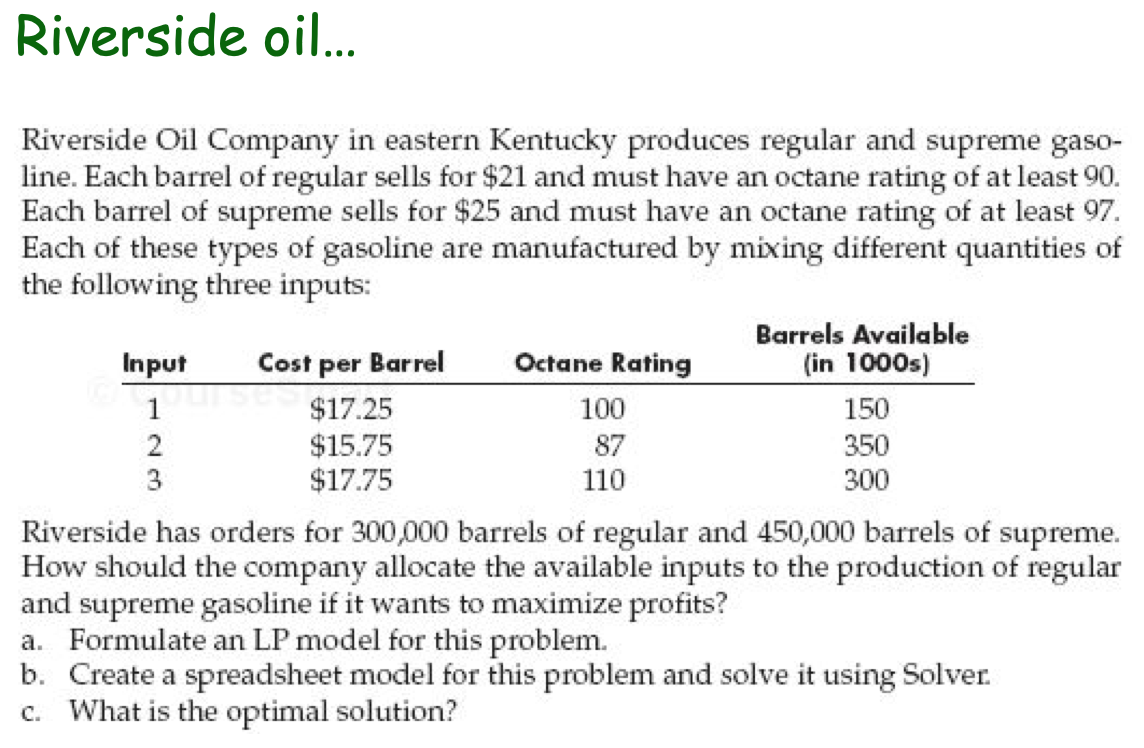 Riverside oil...
Riverside Oil Company in eastern Kentucky produces regular and supreme gaso-
line. Each barrel of regular sells for $21 and must have an octane rating of at least 90.
Each barrel of supreme sells for $25 and must have an octane rating of at least 97.
Each of these types of gasoline are manufactured by mixing different quantities of
the following three inputs:
Barrels Available
Input Cost per Barrel Octane Rating (in 1000s)
© CourseSmart
1 $17.25 100 150
2 $15.75 87 350
3 $17.75 110 300
Riverside has orders for 300,000 barrels of regular and 450,000 barrels of supreme.
How should the company allocate the available inputs to the production of regular
and supreme gasoline if it wants to maximize profits?
a. Formulate an LP model for this problem.
b. Create a spreadsheet model for this problem and solve it using Solver.
c. What is the optimal solution?